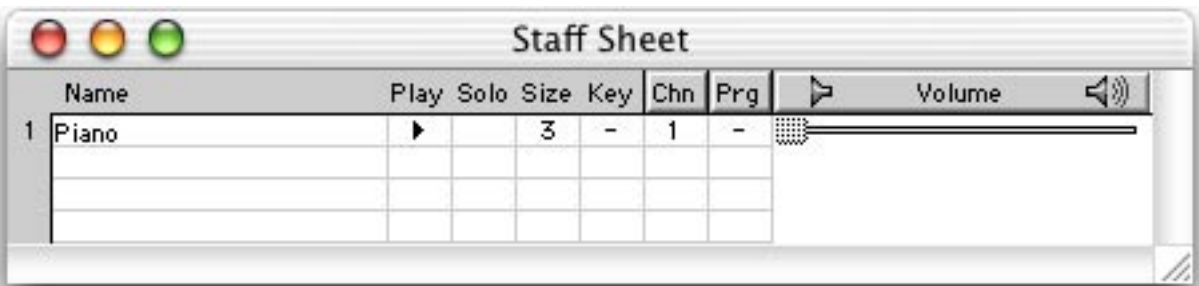 Staff Sheet
Name Play Solo Size Key Chn Prg Volume
1 Piano 3 - 1 -